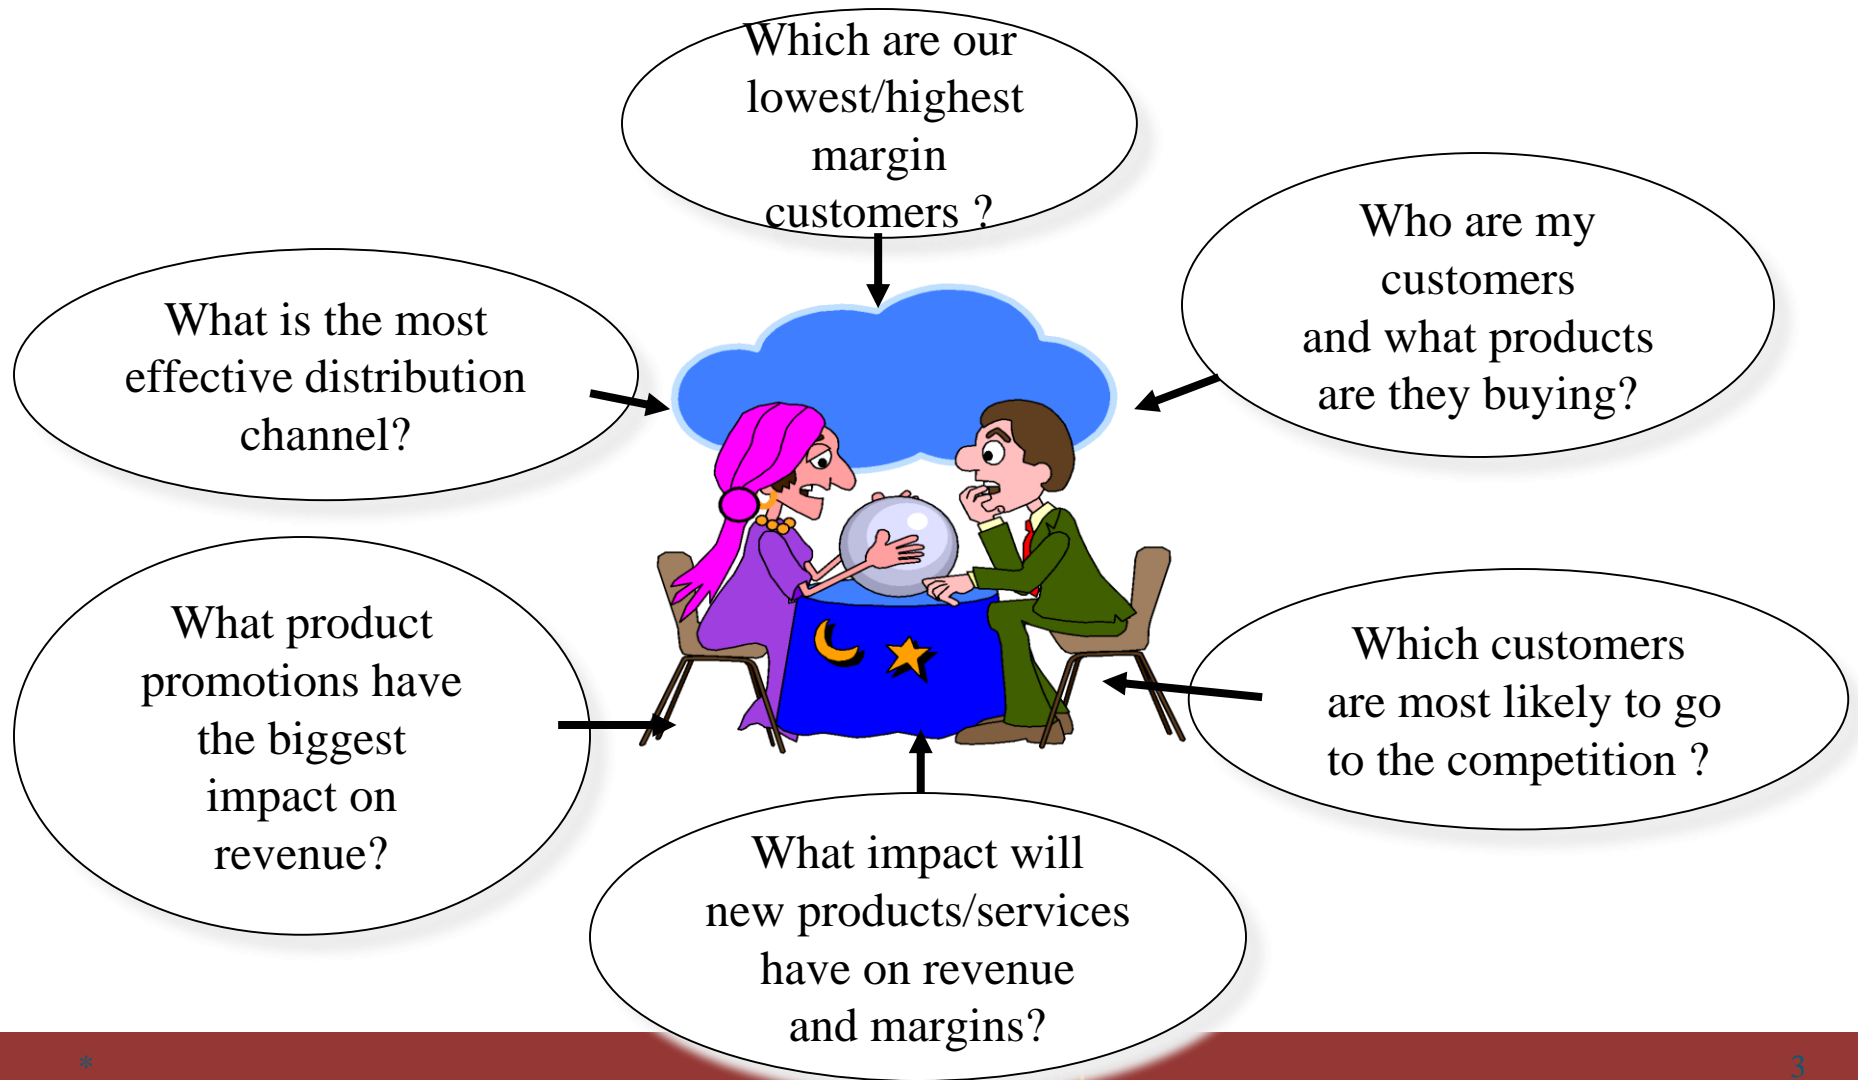 Which are our
lowest/highest
margin
customers ?
Who are my
customers
and what products
are they buying?
What is the most
effective distribution
channel?
What product
promotions have
the biggest
impact on
revenue?
Which customers
are most likely to go
to the competition ?
What impact will
new products/services
have on revenue
and margins?
*
3